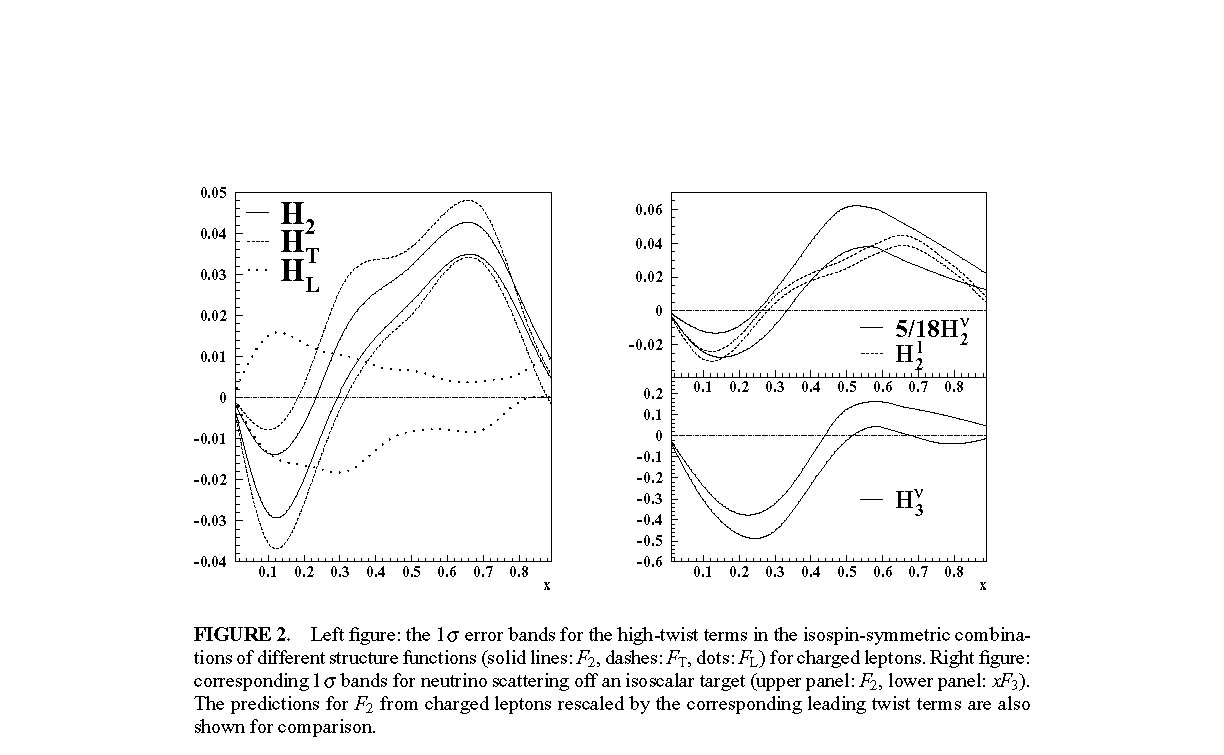 0.05
0.04
0.03
0.02
0.01
0
-0.01
-0.02
-0.03
-0.04
H2
HT
HL
0.1 0.2 0.3 0.4 0.5 0.6 0.7 0.8
x
0.06
0.04
0.02
0
-0.02
5/18H2ν
H21
0.1 0.2 0.3 0.4 0.5 0.6 0.7 0.8
0.2
0.1
0
-0.1
-0.2
-0.3
-0.4
-0.5
-0.6
H3ν
0.1 0.2 0.3 0.4 0.5 0.6 0.7 0.8
x
FIGURE 2. Left figure: the 1σ error bands for the high-twist terms in the isospin-symmetric combina-
tions of different structure functions (solid lines: F2, dashes: FT, dots: FL) for charged leptons. Right figure:
corresponding 1σ bands for neutrino scattering off an isoscalar target (upper panel: F2, lower panel: xF3).
The predictions for F2 from charged leptons rescaled by the corresponding leading twist terms are also
shown for comparison.